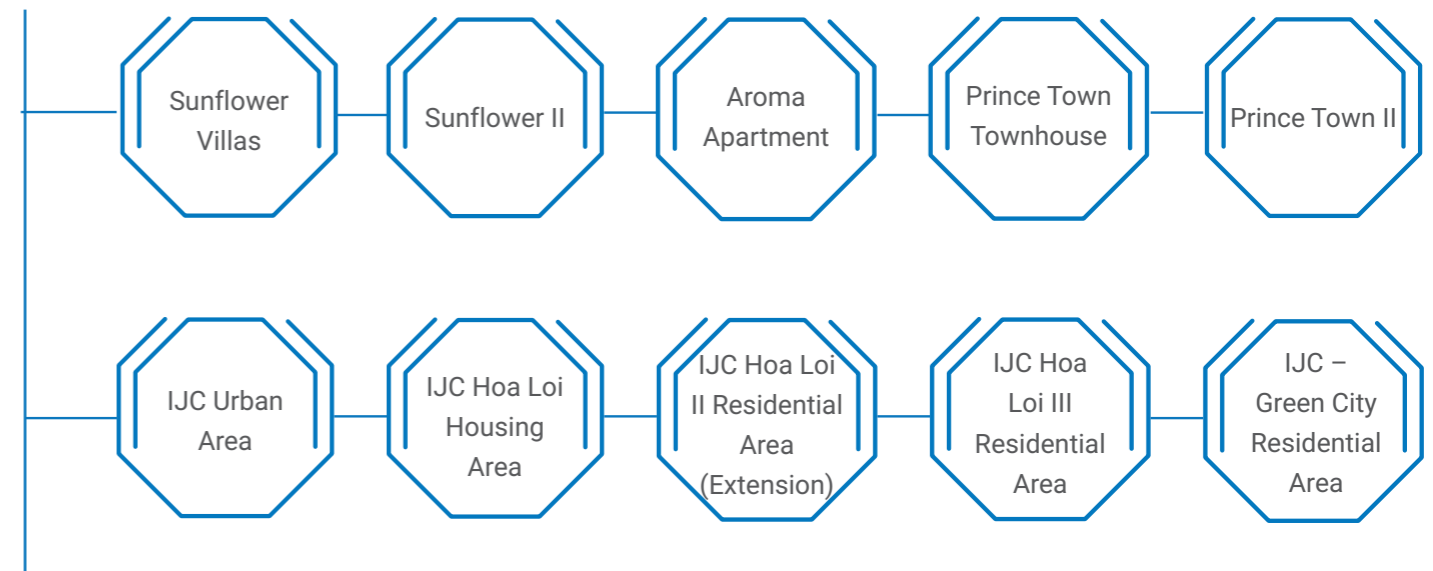 Sunflower
Villas
Sunflower II
Aroma
Apartment
Prince Town
Townhouse
Prince Town II
IJC Urban
Area
IJC Hoa Loi
Housing
Area
IJC Hoa Loi
II Residential
Area
(Extension)
IJC Hoa
Loi III
Residential
Area
IJC –
Green City
Residential
Area